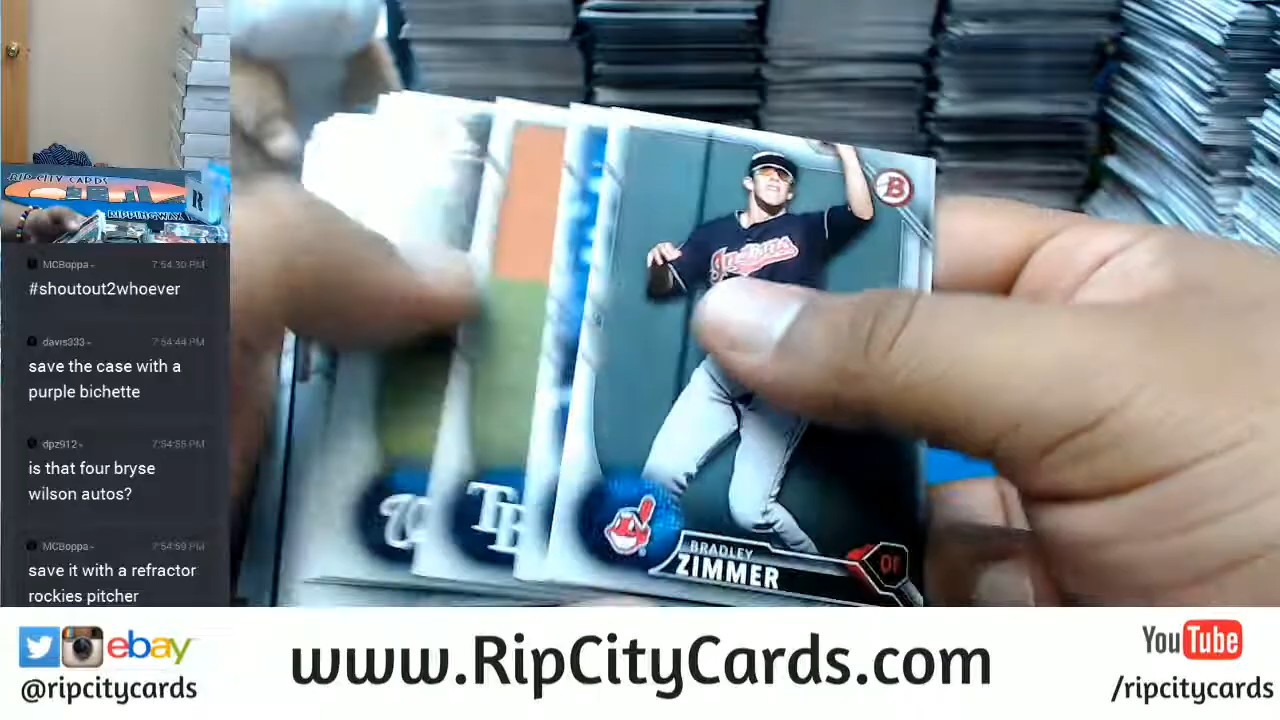 RIP CITY CARDS
MCBoppa-
7:54:30 PM
#shoutout2whoever
davis333-
7:54:44 PM
save the case with a
purple bichette
dpz912-
7:54:55 PM
is that four bryse
wilson autos?
MCBoppa-
7:54:59 PM
save it with a refractor
rockies pitcher
B
Indians
TB
BRADLEY
ZIMMER
OF
ebay
@ripcitycards
www.RipCityCards.com
YouTube
/ripcitycards